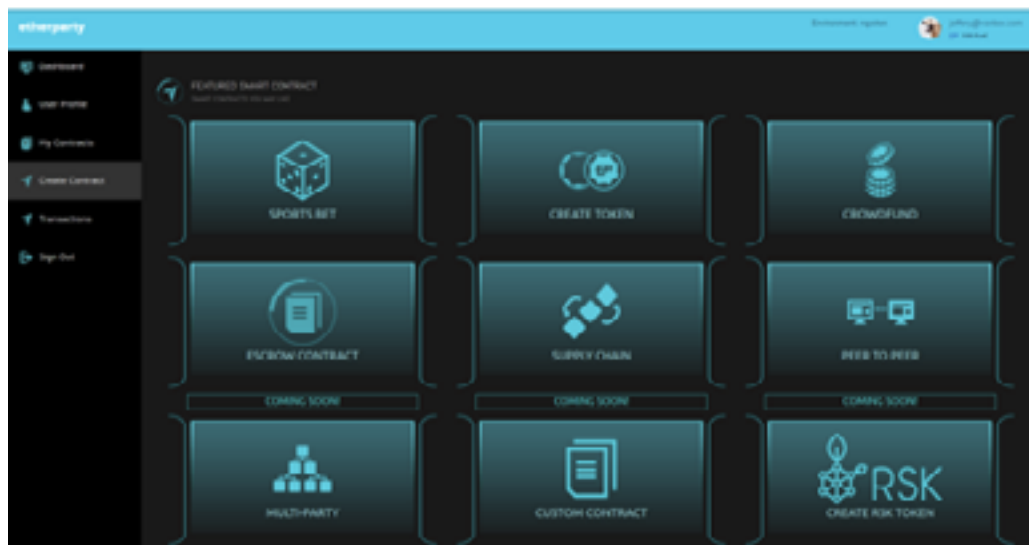 etherparty
Dashboard
User Profile
My Contracts
Create Contract
Transactions
Sign Out
FEATURED SMART CONTRACT
SPORTS BET
CREATE TOKEN
CROWDFUND
ESCROW CONTRACT
SUPPLY CHAIN
PEER TO PEER
COMING SOON!
COMING SOON!
COMING SOON!
MULTI-PARTY
CUSTOM CONTRACT
RSK
CREATE RSK TOKEN